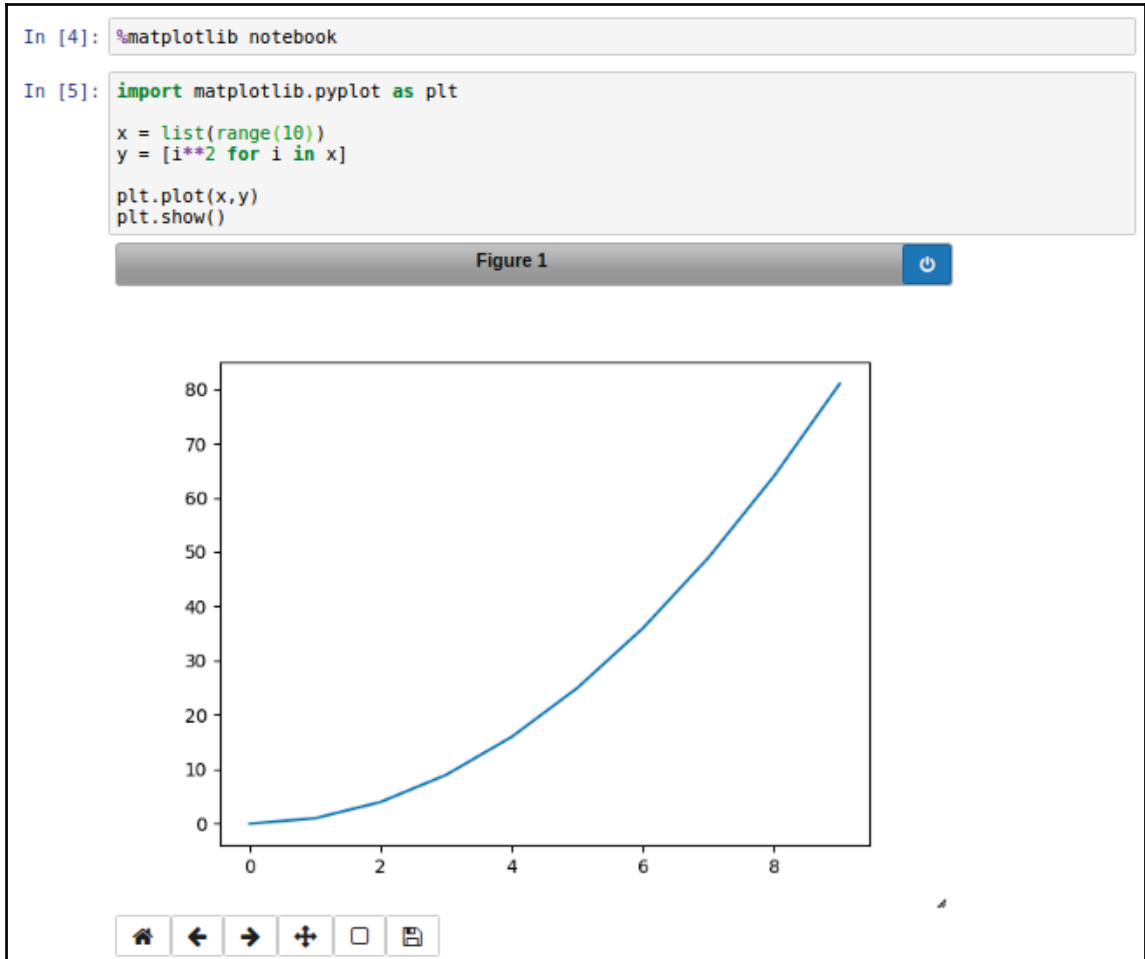 In [4]: %matplotlib notebook
In [5]: import matplotlib.pyplot as plt
x = list(range(10))
y = [i**2 for i in x]
plt.plot(x,y)
plt.show()
Figure 1
80
70
60
50
40
30
20
10
0
0 2 4 6 8